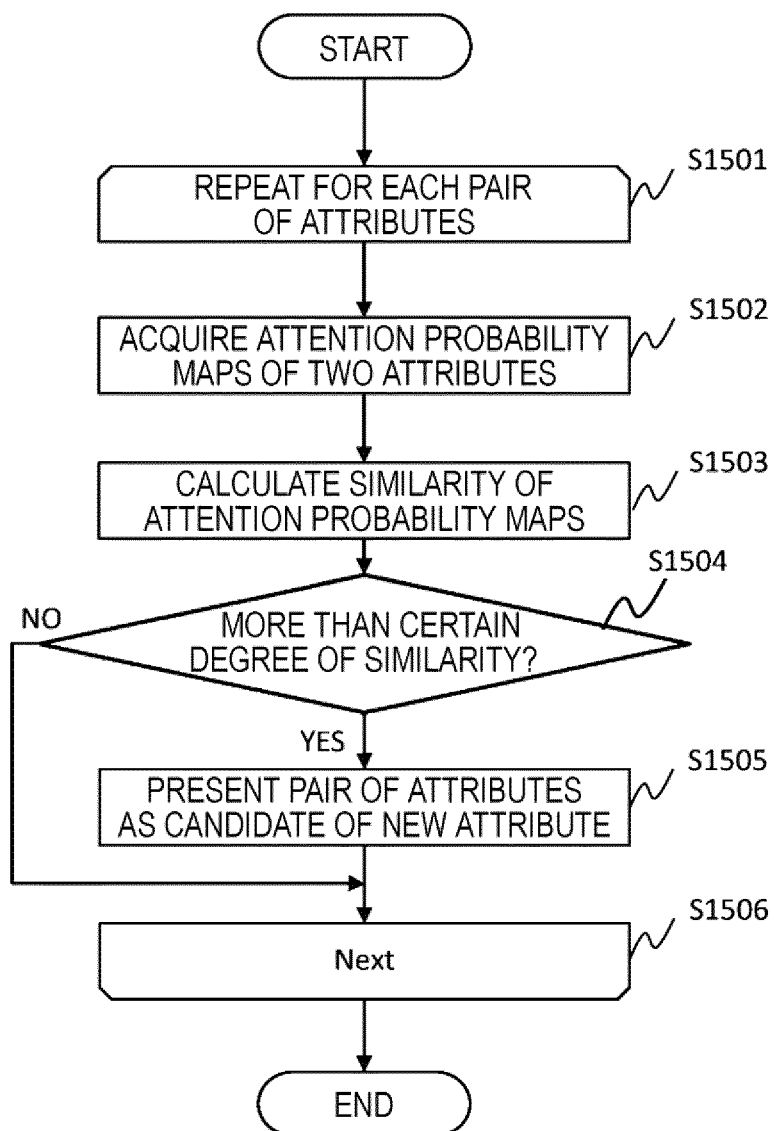 START
S1501
REPEAT FOR EACH PAIR
OF ATTRIBUTES
S1502
ACQUIRE ATTENTION PROBABILITY
MAPS OF TWO ATTRIBUTES
S1503
CALCULATE SIMILARITY OF
ATTENTION PROBABILITY MAPS
S1504
NO
MORE THAN CERTAIN
DEGREE OF SIMILARITY?
YES
S1505
PRESENT PAIR OF ATTRIBUTES
AS CANDIDATE OF NEW ATTRIBUTE
S1506
Next
END